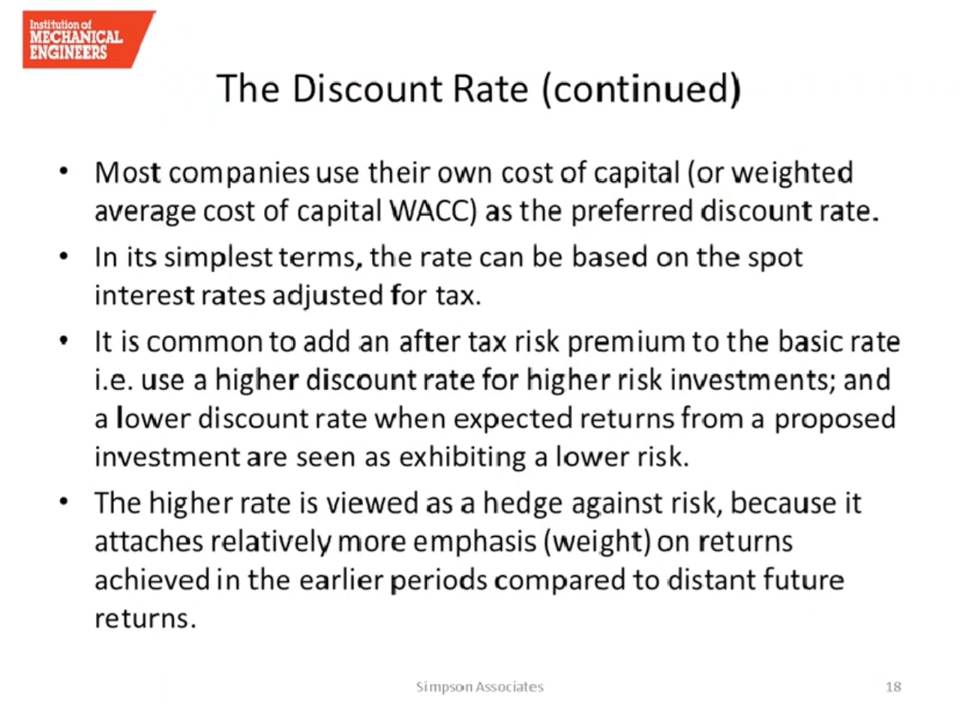 Institution of
MECHANICAL
ENGINEERS
The Discount Rate (continued)
• Most companies use their own cost of capital (or weighted
average cost of capital WACC) as the preferred discount rate.
• In its simplest terms, the rate can be based on the spot
interest rates adjusted for tax.
• It is common to add an after tax risk premium to the basic rate
i.e. use a higher discount rate for higher risk investments; and
a lower discount rate when expected returns from a proposed
investment are seen as exhibiting a lower risk.
• The higher rate is viewed as a hedge against risk, because it
attaches relatively more emphasis (weight) on returns
achieved in the earlier periods compared to distant future
returns.
Simpson Associates
18